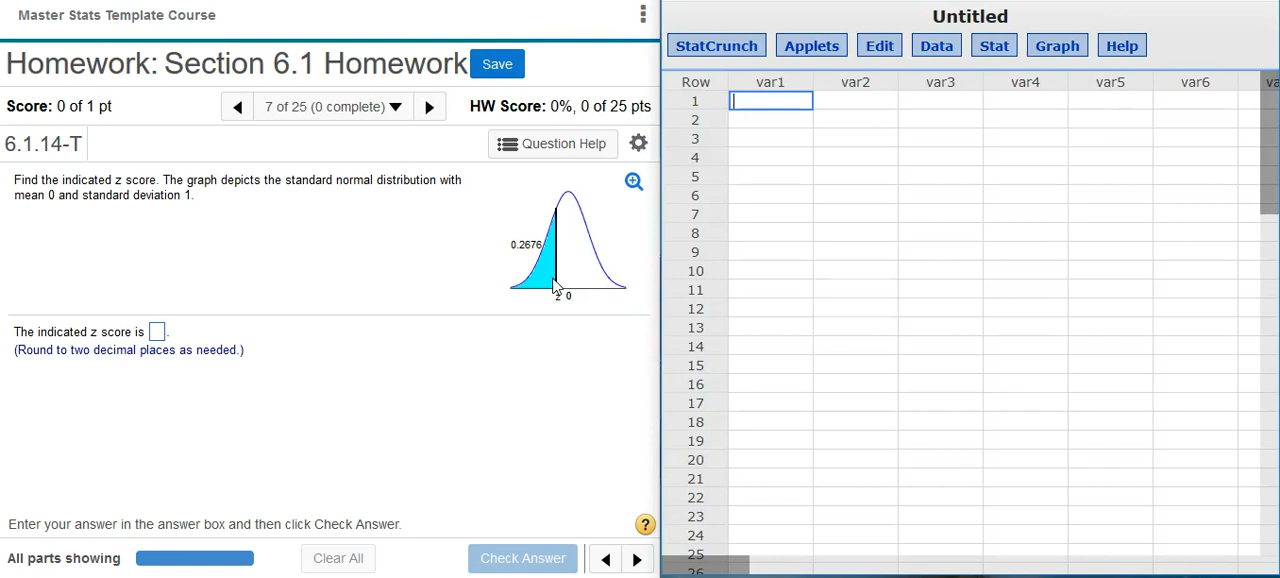 Master Stats Template Course
Homework: Section 6.1 Homework
Save
Score: 0 of 1 pt
7 of 25 (0 complete)
HW Score: 0%, 0 of 25 pts
6.1.14-T
Question Help
Find the indicated z score. The graph depicts the standard normal distribution with
mean 0 and standard deviation 1.
0.2676
z 0
The indicated z score is .
(Round to two decimal places as needed.)
Enter your answer in the answer box and then click Check Answer.
?
All parts showing
Clear All
Check Answer
Untitled
StatCrunch Applets Edit Data Stat Graph Help
Row var1 var2 var3 var4 var5 var6 va
1
2
3
4
5
6
7
8
9
10
11
12
13
14
15
16
17
18
19
20
21
22
23
24
25
26